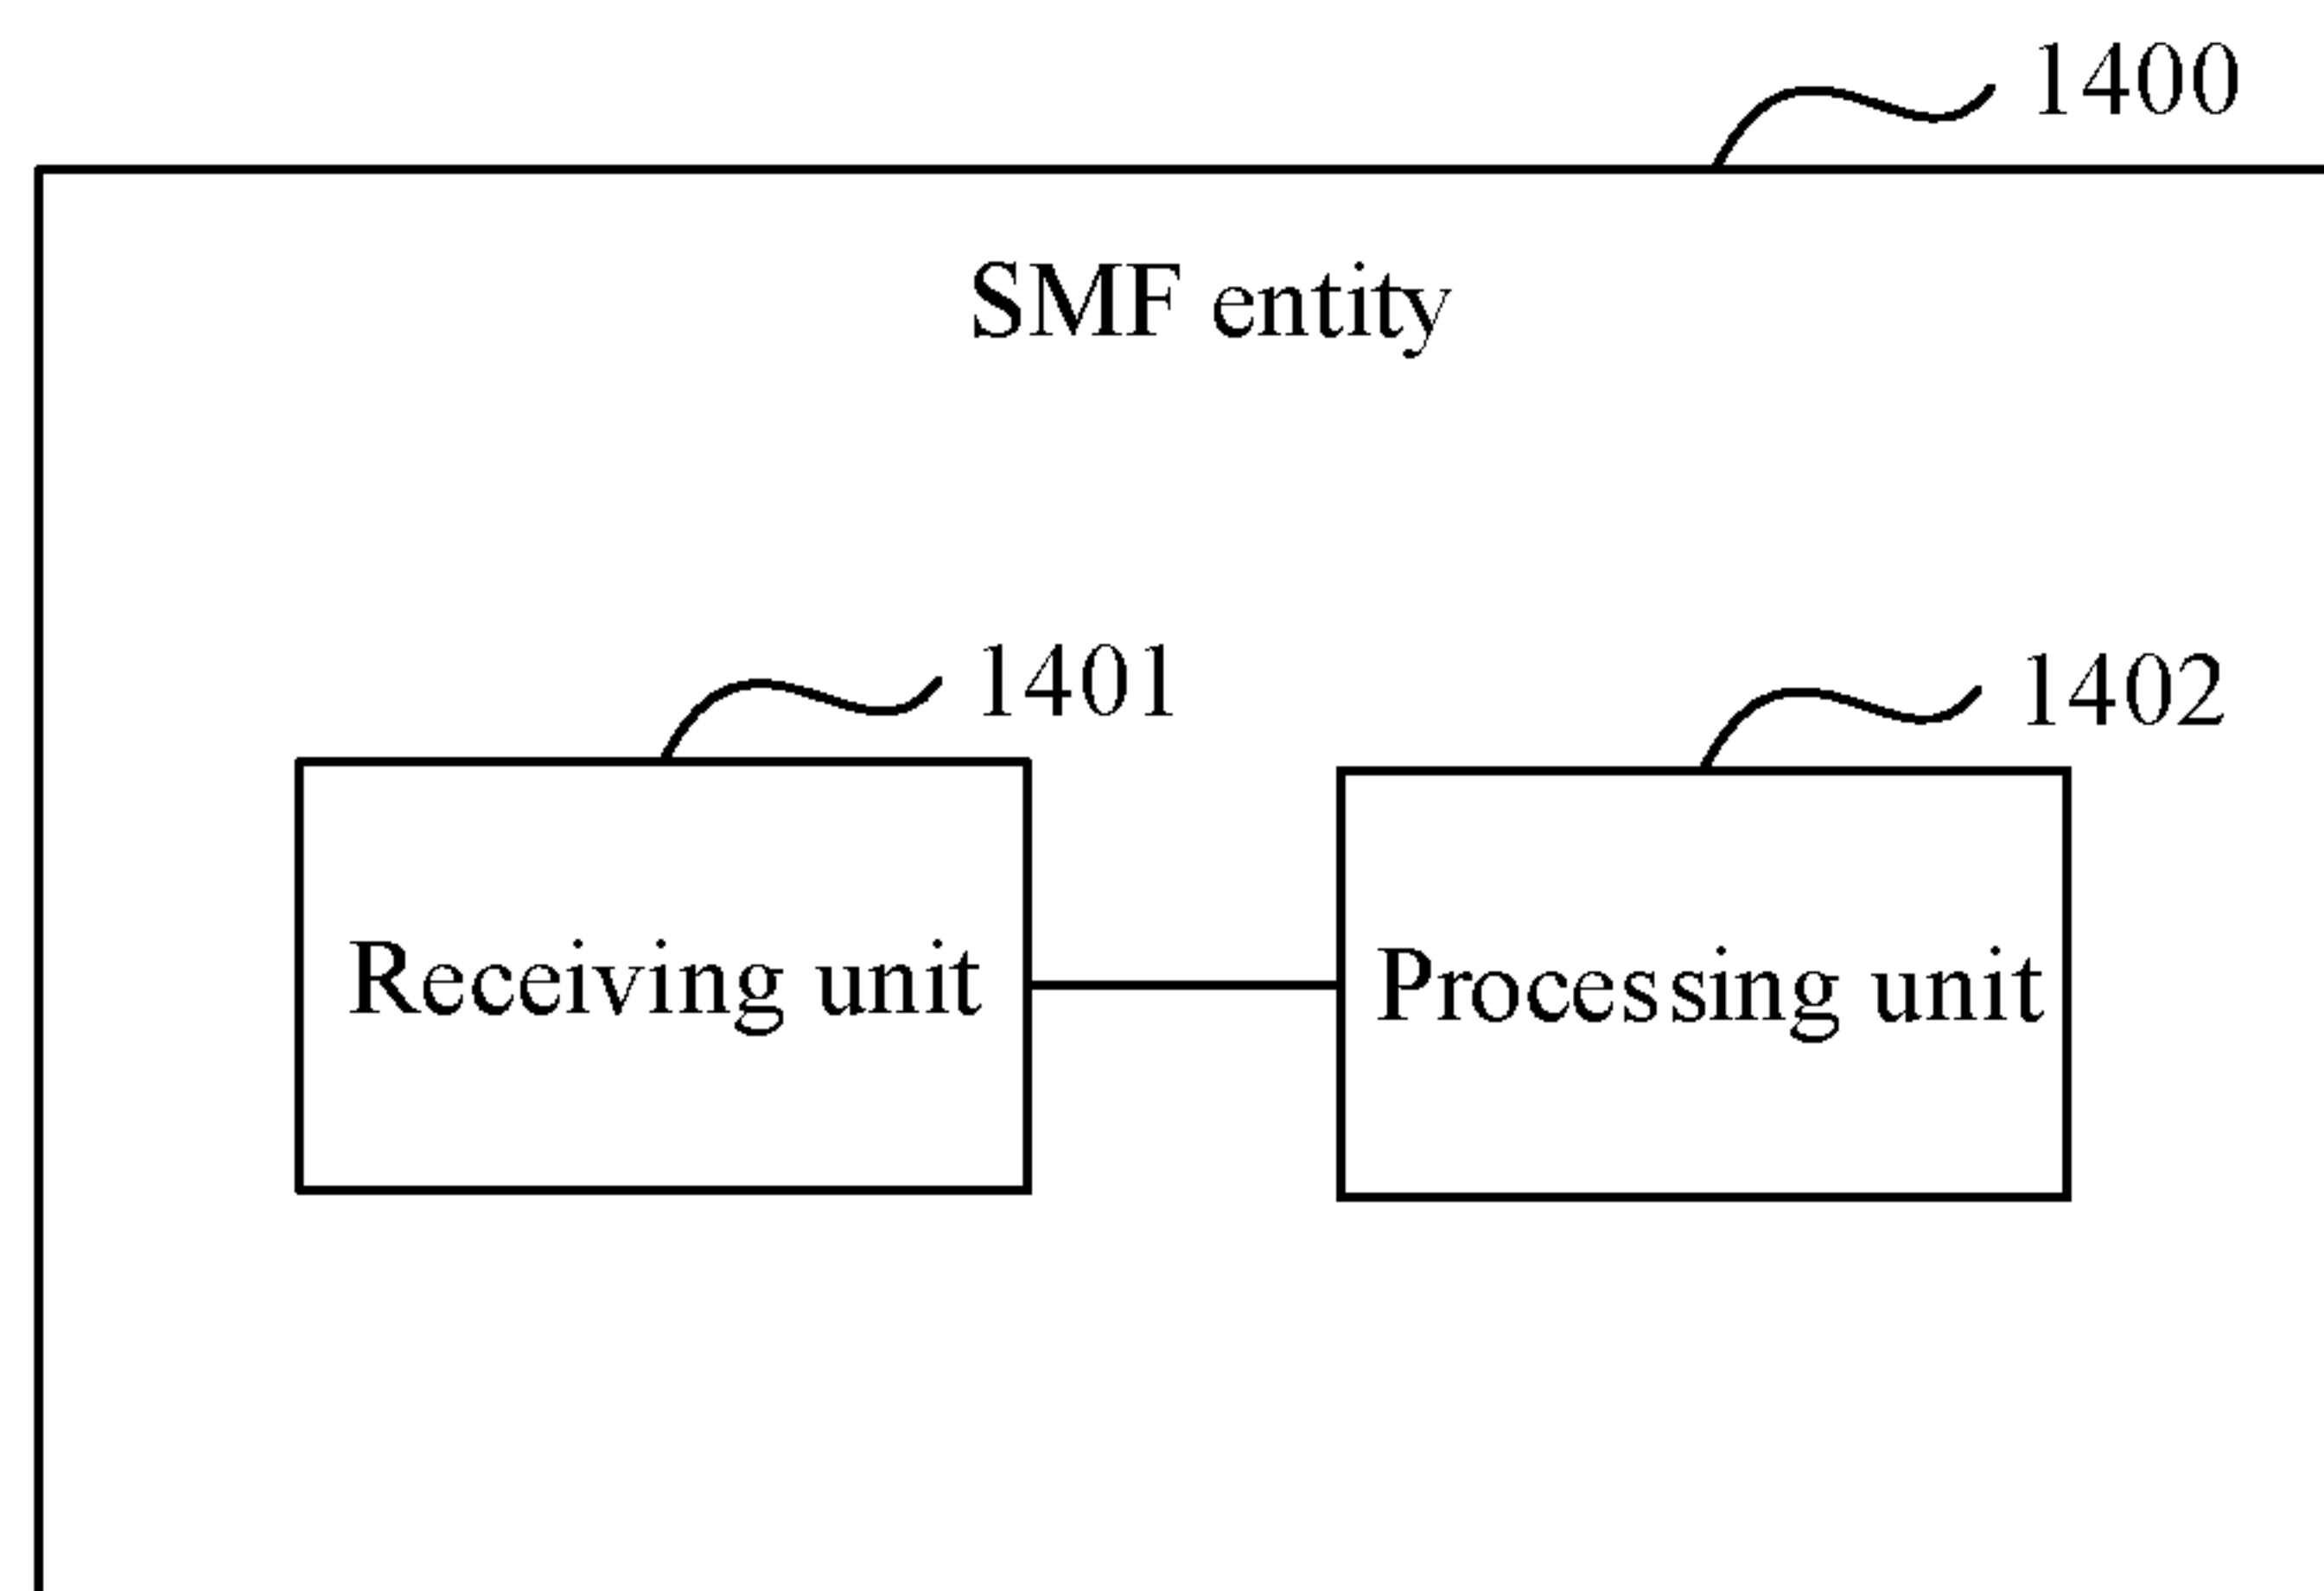 1400
SMF entity
1401
1402
Receiving unit
Processing unit